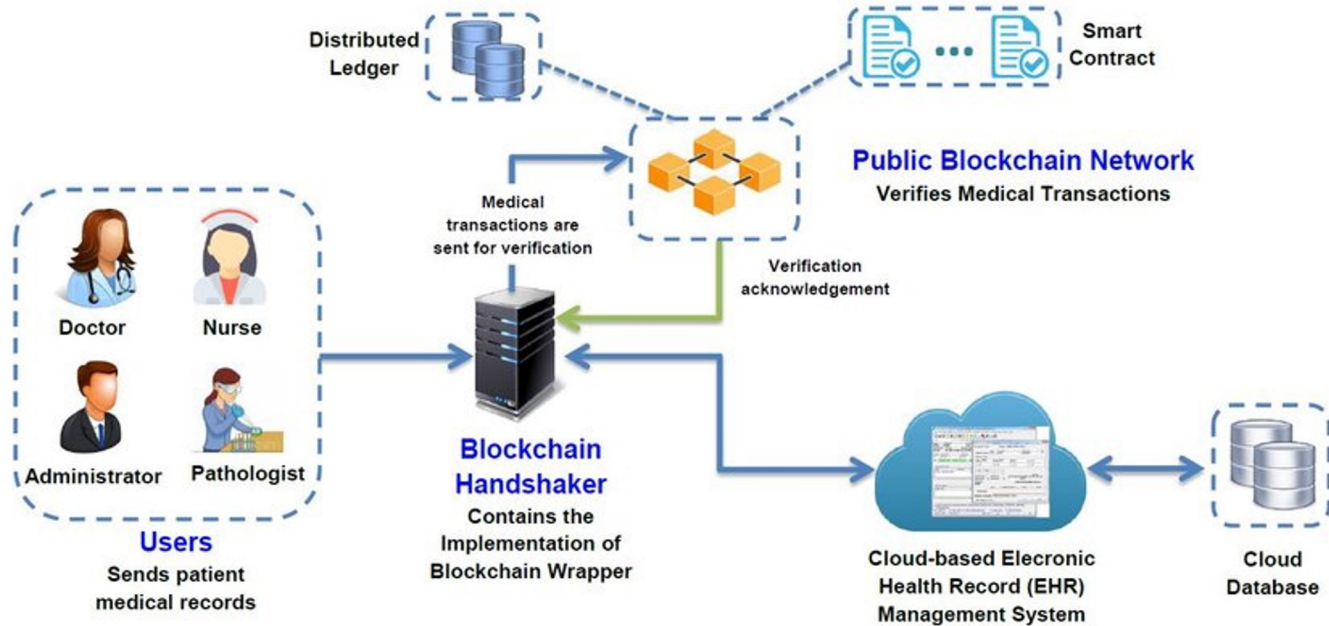 Distributed
Ledger
Smart
Contract
Public Blockchain Network
Verifies Medical Transactions
Medical
transactions are
sent for verification
Verification
acknowledgement
Doctor
Nurse
Administrator
Pathologist
Users
Sends patient
medical records
Blockchain
Handshaker
Contains the
Implementation of
Blockchain Wrapper
Cloud-based Elecronic
Health Record (EHR)
Management System
Cloud
Database